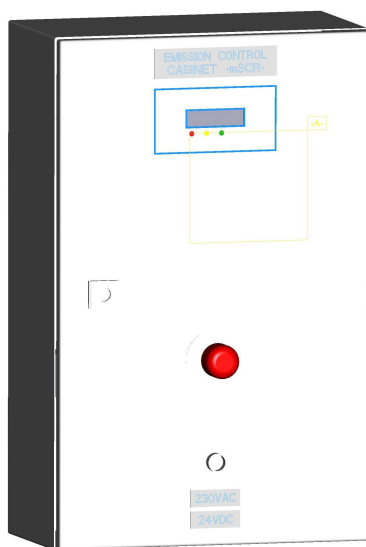 EMISSION CONTROL
CABINET -mSCR-
-A-
230VAC
24VDC